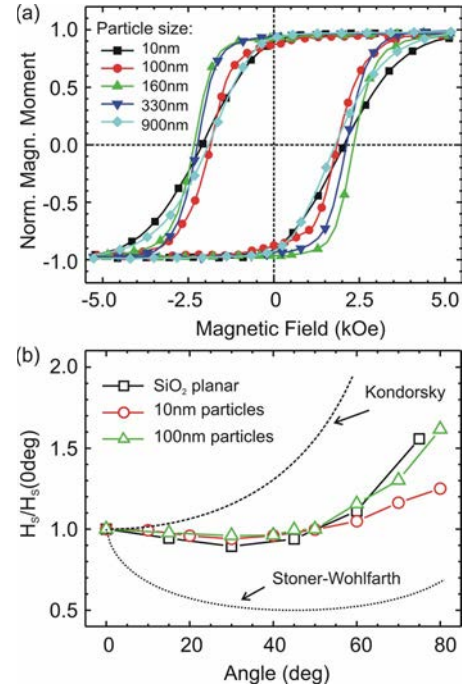 (a)
Particle size:
10nm
100nm
160nm
330nm
900nm
1.0
0.5
0.0
-0.5
-1.0
Norm. Magn. Moment
-5.0 -2.5 0 2.5 5.0
Magnetic Field (kOe)
(b)
SiO₂ planar
10nm particles
100nm particles
Kondorsky
Stoner-Wohlfarth
2.0
1.5
1.0
0.5
Hₛ/Hₛ(0deg)
0 20 40 60 80
Angle (deg)